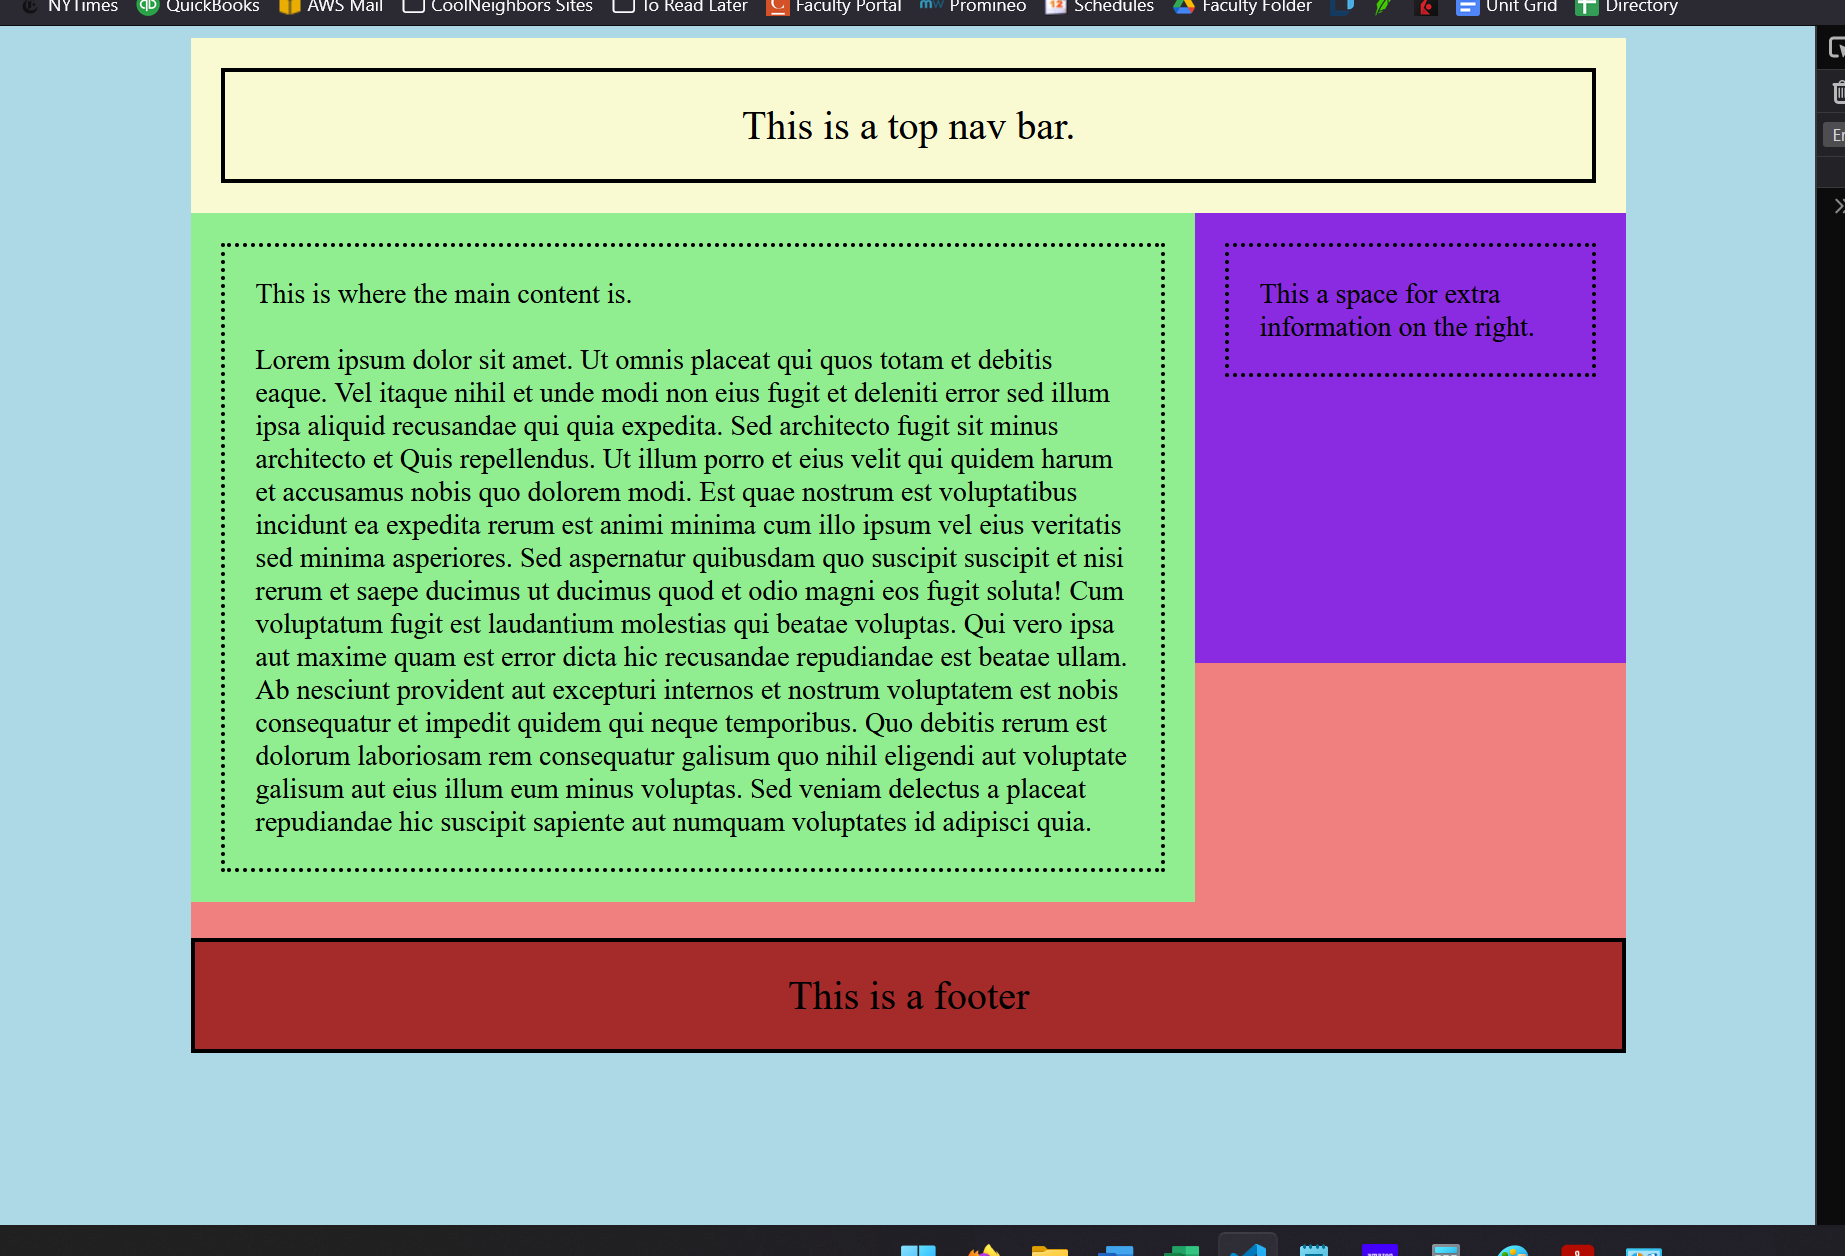 NYTimes QuickBooks AWS Mail CoolNeighbors Sites To Read Later Faculty Portal Promineo Schedules Faculty Folder Unit Grid Directory
This is a top nav bar.
This is where the main content is.
Lorem ipsum dolor sit amet. Ut omnis placeat qui quos totam et debitis
eaque. Vel itaque nihil et unde modi non eius fugit et deleniti error sed illum
ipsa aliquid recusandae qui quia expedita. Sed architecto fugit sit minus
architecto et Quis repellendus. Ut illum porro et eius velit qui quidem harum
et accusamus nobis quo dolorem modi. Est quae nostrum est voluptatibus
incidunt ea expedita rerum est animi minima cum illo ipsum vel eius veritatis
sed minima asperiores. Sed aspernatur quibusdam quo suscipit suscipit et nisi
rerum et saepe ducimus ut ducimus quod et odio magni eos fugit soluta! Cum
voluptatum fugit est laudantium molestias qui beatae voluptas. Qui vero ipsa
aut maxime quam est error dicta hic recusandae repudiandae est beatae ullam.
Ab nesciunt provident aut excepturi internos et nostrum voluptatem est nobis
consequatur et impedit quidem qui neque temporibus. Quo debitis rerum est
dolorum laboriosam rem consequatur galisum quo nihil eligendi aut voluptate
galisum aut eius illum eum minus voluptas. Sed veniam delectus a placeat
repudiandae hic suscipit sapiente aut numquam voluptates id adipisci quia.
This a space for extra
information on the right.
This is a footer